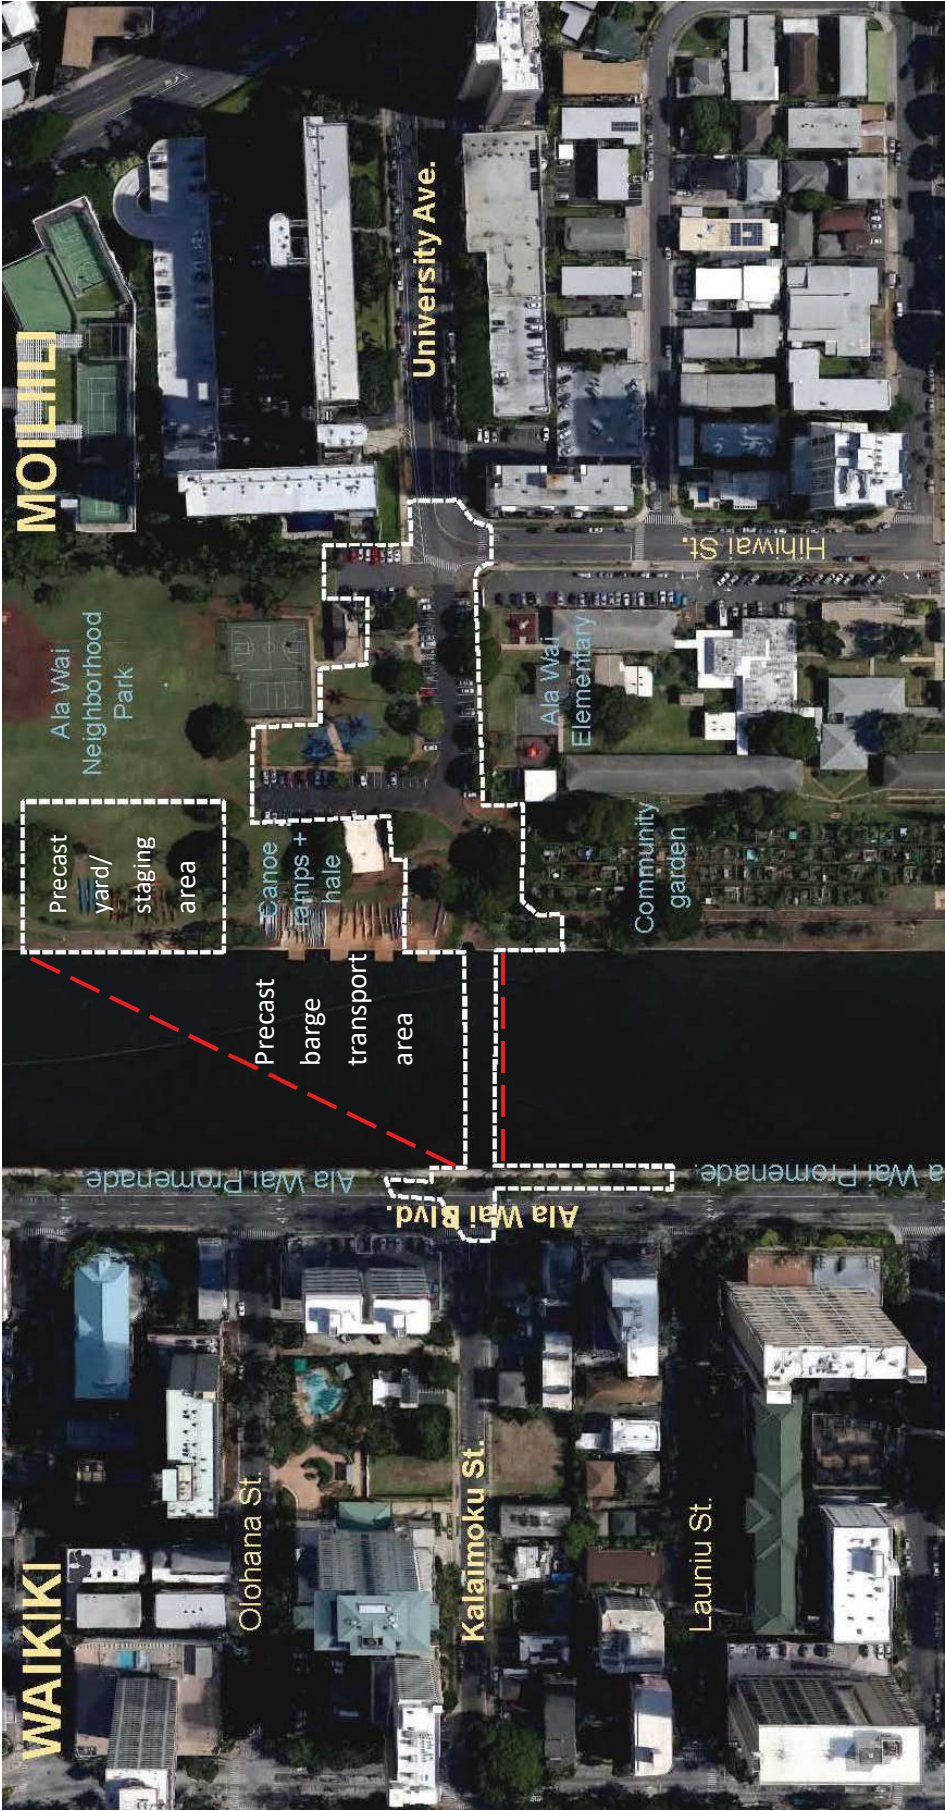 MOILIILI
University Ave.
Hihiwai St.
Ala Wai
Neighborhood
Park
Ala Wai
Elementary
Precast
yard/
staging
area
Canoe
ramps +
hale
Community
garden
Precast
barge
transport
area
Ala Wai Promenade
a Wai Promenade
Ala Wai Blvd.
WAIKIKI
Olohana St.
Kalaimoku St.
Launiu St.